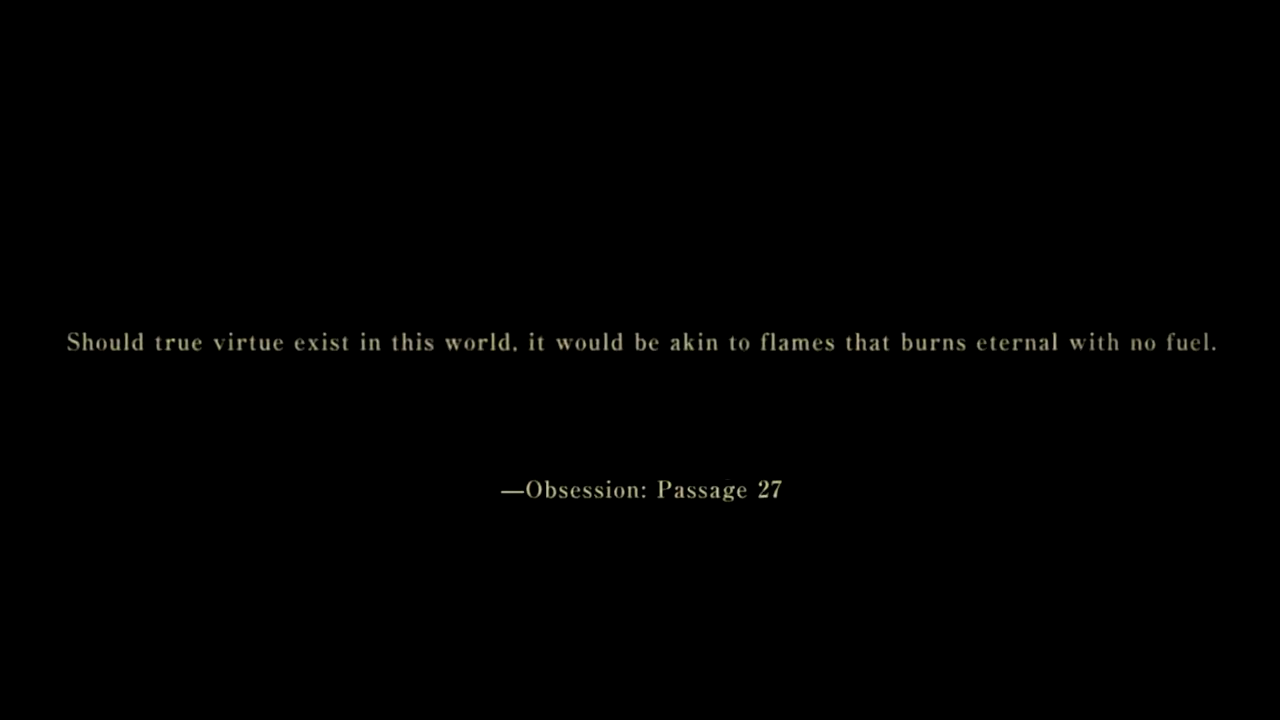 Should true virtue exist in this world, it would be akin to flames that burns eternal with no fuel.
—Obsession: Passage 27